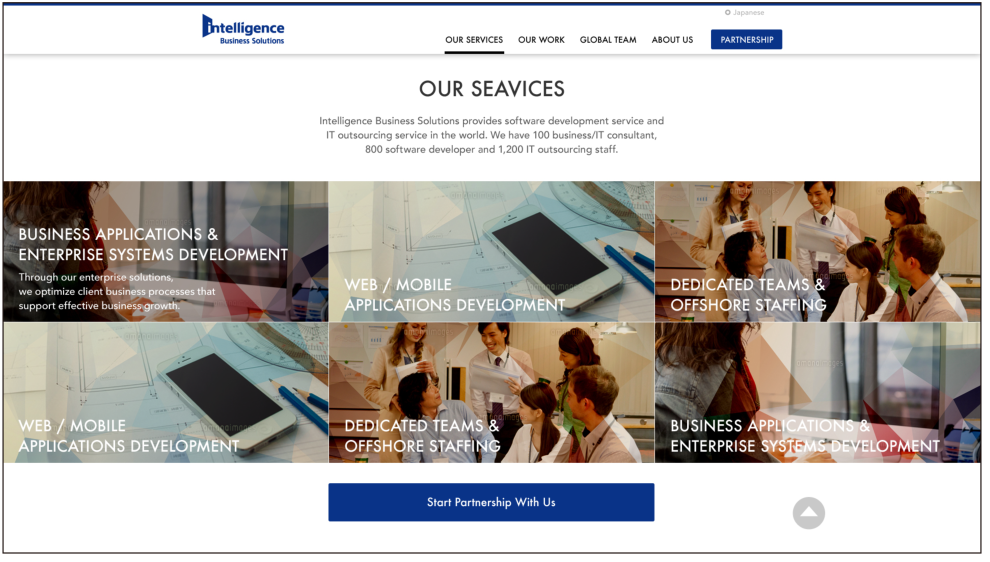 intelligence
Business Solutions
Japanese
OUR SERVICES
OUR WORK
GLOBAL TEAM
ABOUT US
PARTNERSHIP
OUR SEAVICES
Intelligence Business Solutions provides software development service and
IT outsourcing service in the world. We have 100 business/IT consultant,
800 software developer and 1,200 IT outsourcing staff.
BUSINESS APPLICATIONS &
ENTERPRISE SYSTEMS DEVELOPMENT
Through our enterprise solutions,
we optimize client business processes that
support effective business growth.
WEB / MOBILE
APPLICATIONS DEVELOPMENT
DEDICATED TEAMS &
OFFSHORE STAFFING
WEB / MOBILE
APPLICATIONS DEVELOPMENT
DEDICATED TEAMS &
OFFSHORE STAFFING
BUSINESS APPLICATIONS &
ENTERPRISE SYSTEMS DEVELOPMENT
Start Partnership With Us